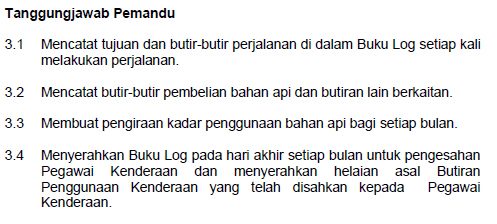 Tanggungjawab Pemandu
3.1 Mencatat tujuan dan butir-butir perjalanan di dalam Buku Log setiap kali
melakukan perjalanan.
3.2 Mencatat butir-butir pembelian bahan api dan butiran lain berkaitan.
3.3 Membuat pengiraan kadar penggunaan bahan api bagi setiap bulan.
3.4 Menyerahkan Buku Log pada hari akhir setiap bulan untuk pengesahan
Pegawai Kenderaan dan menyerahkan helaian asal Butiran
Penggunaan Kenderaan yang telah disahkan kepada Pegawai
Kenderaan.